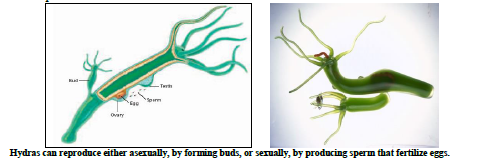 Bud
Testis
Sperm
Egg
Ovary
Hydras can reproduce either asexually, by forming buds, or sexually, by producing sperm that fertilize eggs.